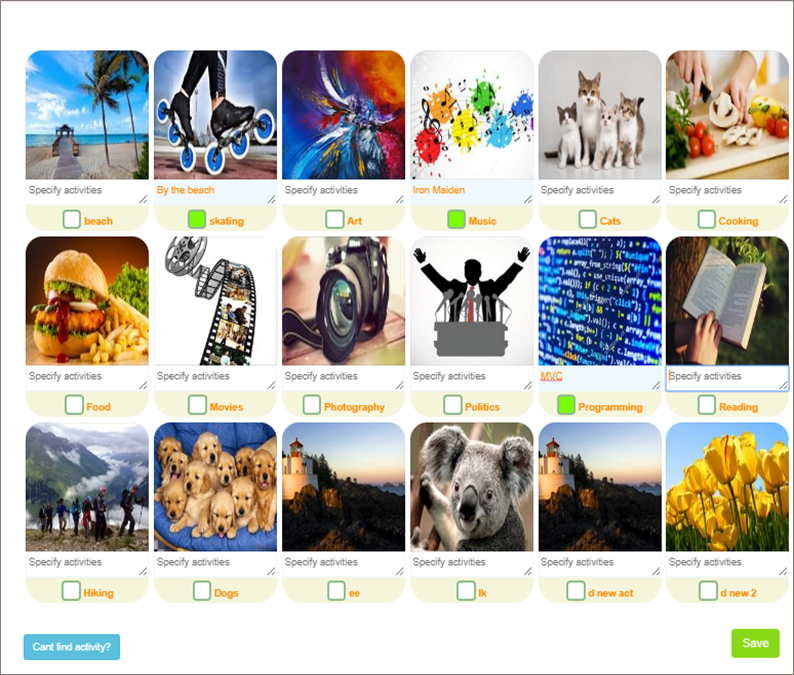 Specify activities By the beach Specify activities Iron Maiden Specify activities Specify activities
beach skating Art Music Cats Cooking
Specify activities Specify activities Specify activities Specify activities MVC Specify activities
Food Movies Photography Politics Programming Reading
Specify activities Specify activities Specify activities Specify activities Specify activities Specify activities
Hiking Dogs ee lk d new act d new 2
Cant find activity? Save